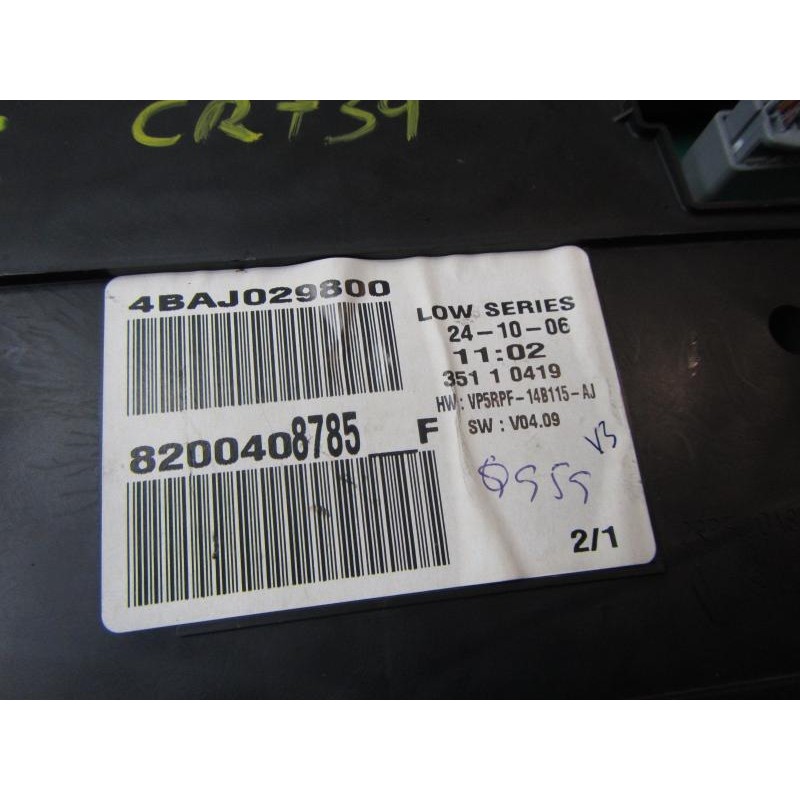 CRT59
4BAJ029800
LOW SERIES
24-10-06
11:02
351 1 0419
HW : VP5RPF-14B115-AJ
SW : V04.09
8200408785__F
V3
2/1